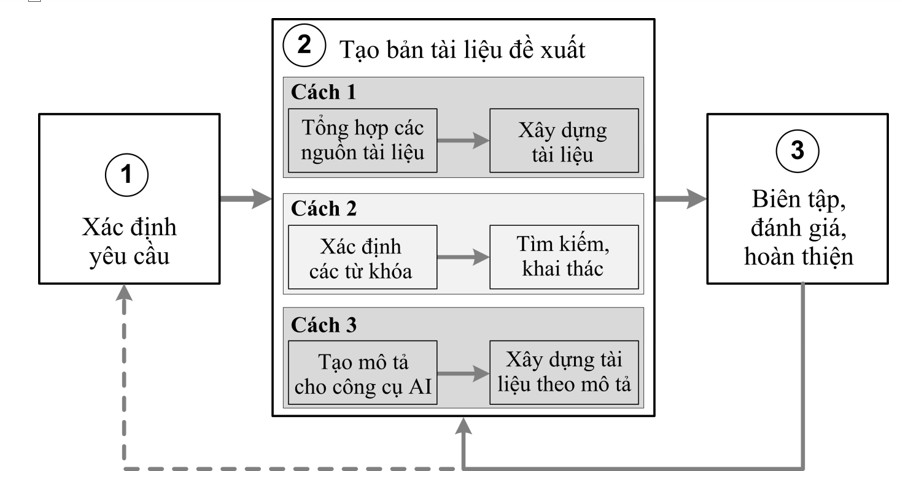 1
Xác định
yêu cầu
2 Tạo bản tài liệu đề xuất
Cách 1
Tổng hợp các
nguồn tài liệu
Xây dựng
tài liệu
Cách 2
Xác định
các từ khóa
Tìm kiếm,
khai thác
Cách 3
Tạo mô tả
cho công cụ AI
Xây dựng tài
liệu theo mô tả
3
Biên tập,
đánh giá,
hoàn thiện